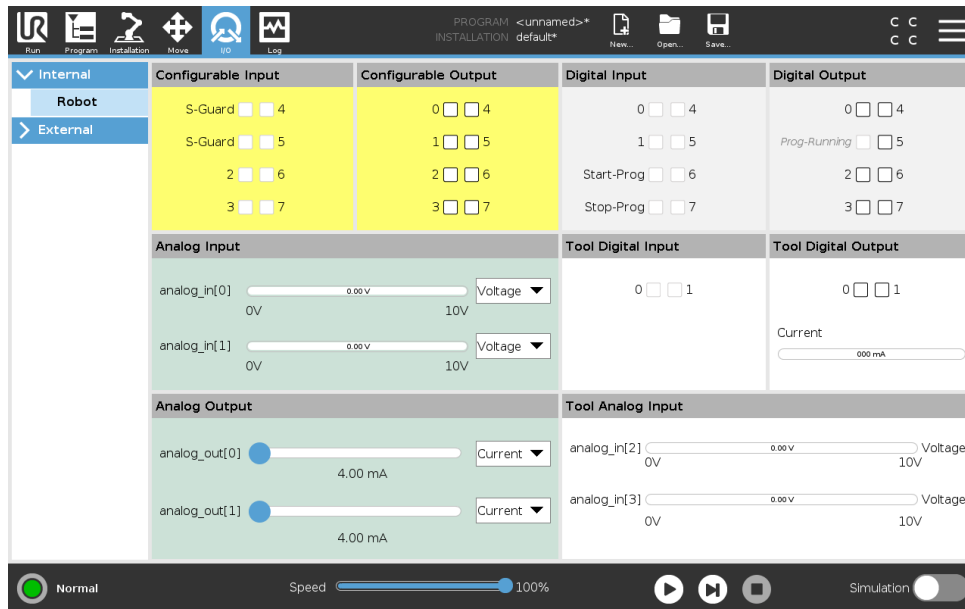 UR
PROGRAM <unnamed>*
INSTALLATION default*
Run Program Installation Move I/O Log New... Open... Save...
C C
C C
Internal
Robot
External
Configurable Input
S-Guard 4
S-Guard 5
2 6
3 7
Configurable Output
0 4
1 5
2 6
3 7
Digital Input
0 4
1 5
Start-Prog 6
Stop-Prog 7
Digital Output
0 4
Prog-Running 5
2 6
3 7
Analog Input
analog_in[0] 0.00 V Voltage
0V 10V
analog_in[1] 0.00 V Voltage
0V 10V
Tool Digital Input
0 1
Tool Digital Output
0 1
Current
000 mA
Analog Output
analog_out[0] Current
4.00 mA
analog_out[1] Current
4.00 mA
Tool Analog Input
analog_in[2] 0.00 V Voltage
0V 10V
analog_in[3] 0.00 V Voltage
0V 10V
Normal Speed 100% Simulation